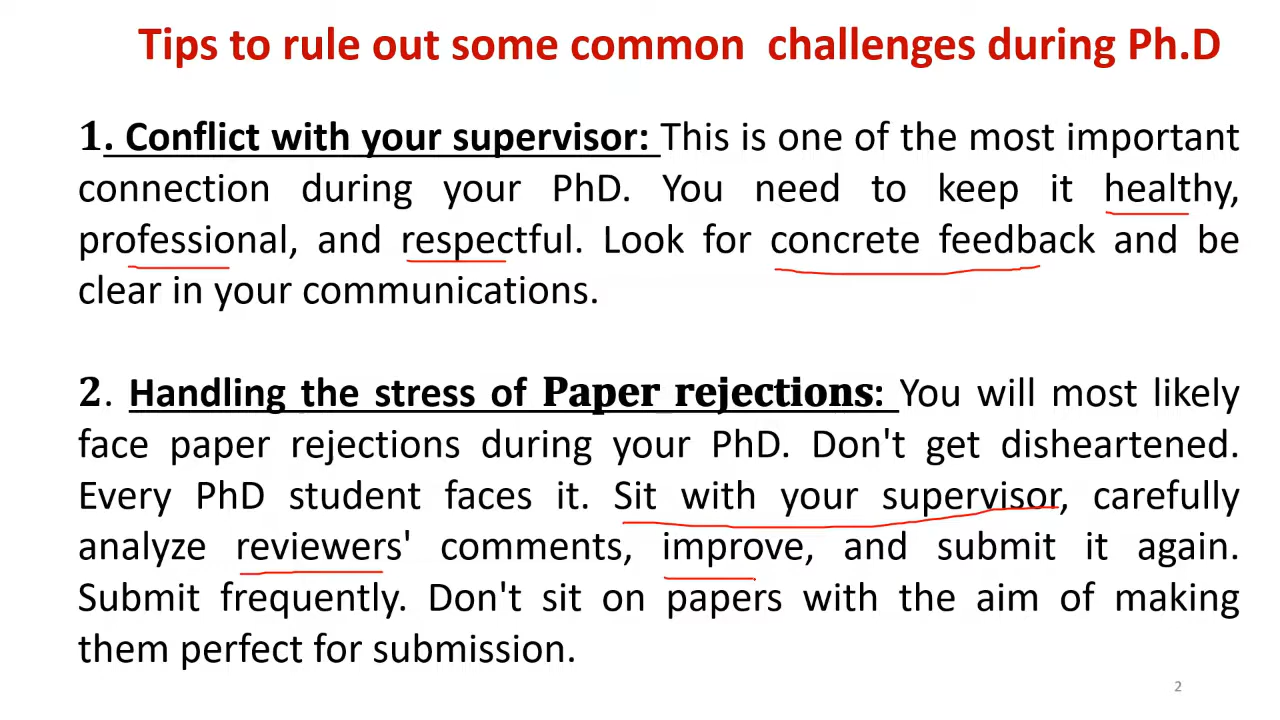 Tips to rule out some common challenges during Ph.D
1. Conflict with your supervisor: This is one of the most important
connection during your PhD. You need to keep it healthy,
professional, and respectful. Look for concrete feedback and be
clear in your communications.
2. Handling the stress of Paper rejections: You will most likely
face paper rejections during your PhD. Don't get disheartened.
Every PhD student faces it. Sit with your supervisor, carefully
analyze reviewers' comments, improve, and submit it again.
Submit frequently. Don't sit on papers with the aim of making
them perfect for submission.
2